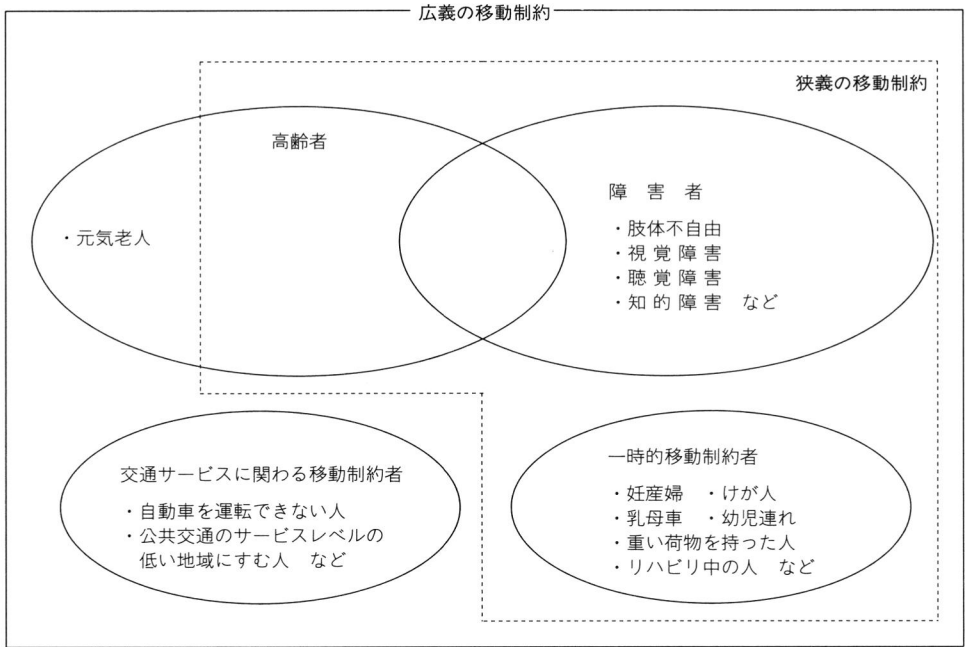 広義の移動制約
狭義の移動制約
高齢者
・元気老人
障 害 者
・肢体不自由
・視 覚 障 害
・聴 覚 障 害
・知 的 障 害 など
交通サービスに関わる移動制約者
・自動車を運転できない人
・公共交通のサービスレベルの
低い地域にすむ人 など
一時的移動制約者
・妊産婦 ・けが人
・乳母車 ・幼児連れ
・重い荷物を持った人
・リハビリ中の人 など